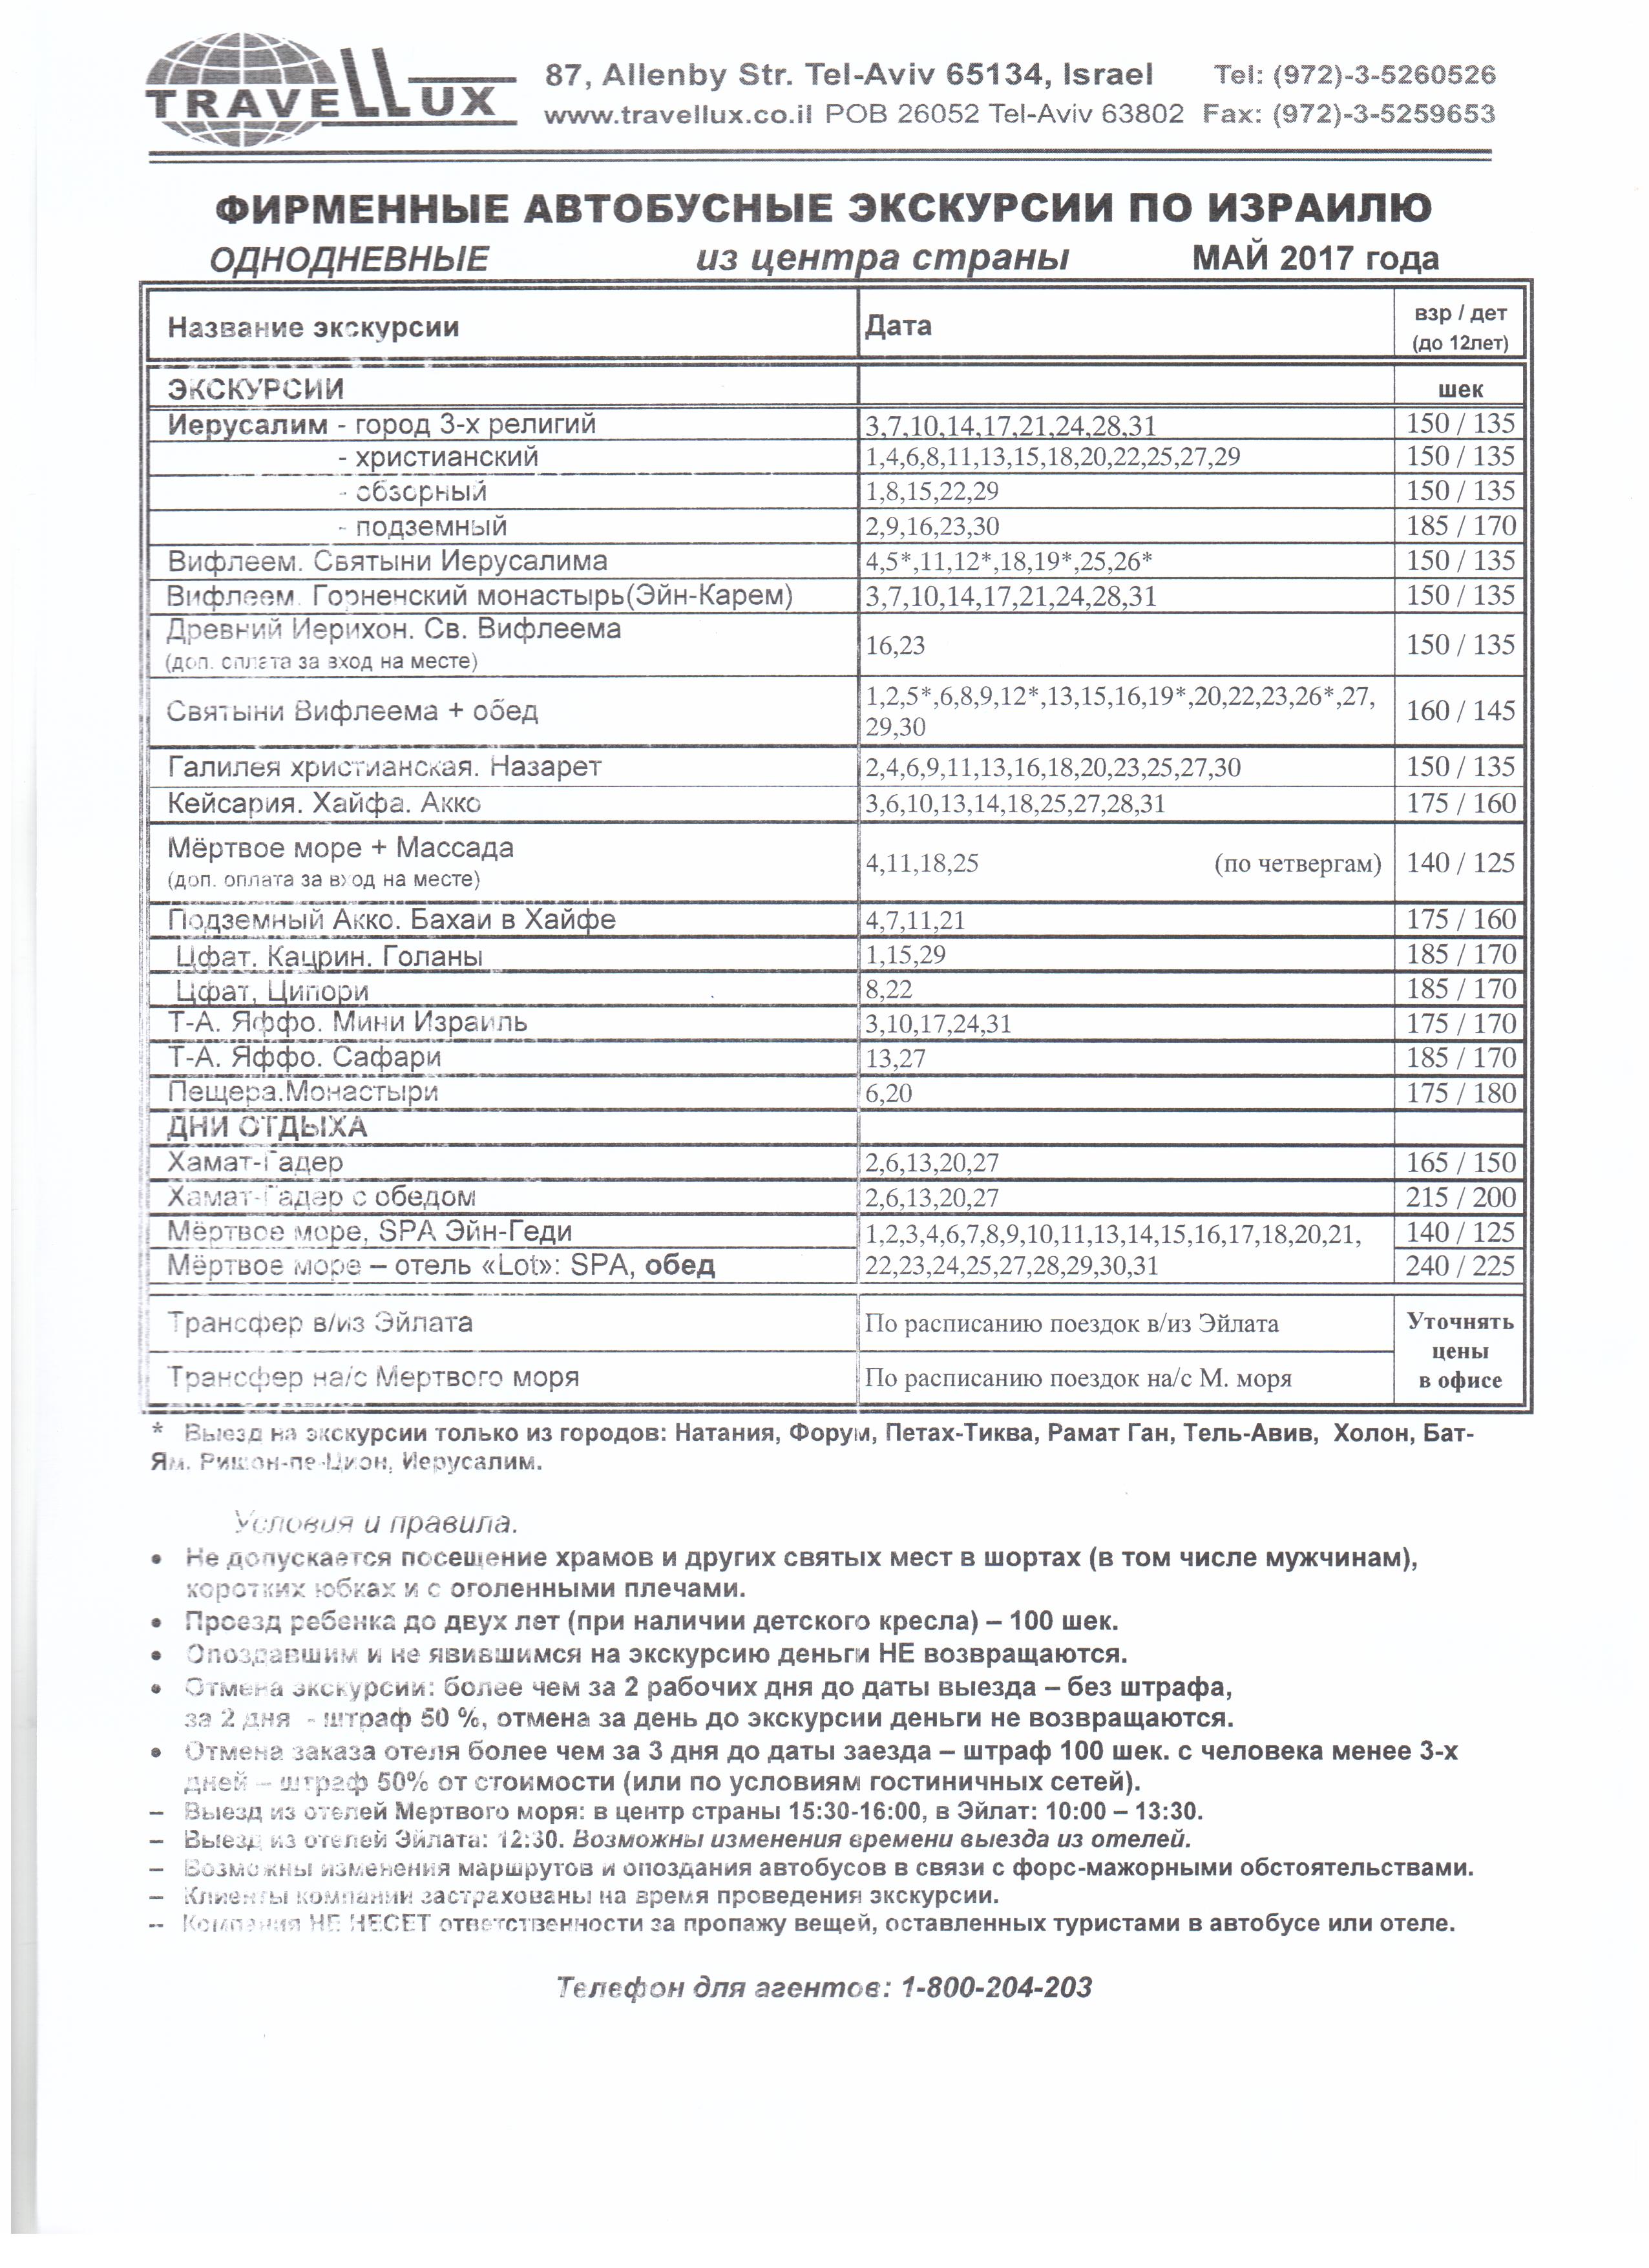 TRAVELLUX
87, Allenby Str. Tel-Aviv 65134, Israel Tel: (972)-3-5260526
www.travellux.co.il POB 26052 Tel-Aviv 63802 Fax: (972)-3-5259653
ФИРМЕННЫЕ АВТОБУСНЫЕ ЭКСКУРСИИ ПО ИЗРАИЛЮ
ОДНОДНЕВНЫЕ из центра страны МАЙ 2017 года
Название экскурсии Дата взр / дет
(до 12лет)
ЭКСКУРСИИ шек
Иерусалим - город 3-х религий 3,7,10,14,17,21,24,28,31 150 / 135
- христианский 1,4,6,8,11,13,15,18,20,22,25,27,29 150 / 135
- обзорный 1,8,15,22,29 150 / 135
- подземный 2,9,16,23,30 185 / 170
Вифлеем. Святыни Иерусалима 4,5*,11,12*,18,19*,25,26* 150 / 135
Вифлеем. Горненский монастырь(Эйн-Карем) 3,7,10,14,17,21,24,28,31 150 / 135
Древний Иерихон. Св. Вифлеема 16,23 150 / 135
(доп. оплата за вход на месте)
Святыни Вифлеема + обед 1,2,5*,6,8,9,12*,13,15,16,19*,20,22,23,26*,27, 160 / 145
29,30
Галилея христианская. Назарет 2,4,6,9,11,13,16,18,20,23,25,27,30 150 / 135
Кейсария. Хайфа. Акко 3,6,10,13,14,18,25,27,28,31 175 / 160
Мёртвое море + Массада 4,11,18,25 (по четвергам) 140 / 125
(доп. оплата за вход на месте)
Подземный Акко. Бахаи в Хайфе 4,7,11,21 175 / 160
Цфат. Кацрин. Голаны 1,15,29 185 / 170
Цфат, Ципори 8,22 185 / 170
Т-А. Яффо. Мини Израиль 3,10,17,24,31 175 / 170
Т-А. Яффо. Сафари 13,27 185 / 170
Пещера.Монастыри 6,20 175 / 180
ДНИ ОТДЫХА
Хамат-Гадер 2,6,13,20,27 165 / 150
Хамат-Гадер с обедом 2,6,13,20,27 215 / 200
Мёртвое море, SPA Эйн-Геди 1,2,3,4,6,7,8,9,10,11,13,14,15,16,17,18,20,21, 140 / 125
Мёртвое море – отель «Lot»: SPA, обед 22,23,24,25,27,28,29,30,31 240 / 225
Трансфер в/из Эйлата По расписанию поездок в/из Эйлата Уточнять
цены
Трансфер на/с Мертвого моря По расписанию поездок на/с М. моря в офисе
* Выезд на экскурсии только из городов: Натания, Форум, Петах-Тиква, Рамат Ган, Тель-Авив, Холон, Бат-
Ям. Ришон-ле-Цион, Иерусалим.
Условия и правила.
• Не допускается посещение храмов и других святых мест в шортах (в том числе мужчинам),
коротких юбках и с оголенными плечами.
• Проезд ребенка до двух лет (при наличии детского кресла) – 100 шек.
• Опоздавшим и не явившимся на экскурсию деньги НЕ возвращаются.
• Отмена экскурсии: более чем за 2 рабочих дня до даты выезда – без штрафа,
за 2 дня - штраф 50 %, отмена за день до экскурсии деньги не возвращаются.
• Отмена заказа отеля более чем за 3 дня до даты заезда – штраф 100 шек. с человека менее 3-х
дней – штраф 50% от стоимости (или по условиям гостиничных сетей).
– Выезд из отелей Мертвого моря: в центр страны 15:30-16:00, в Эйлат: 10:00 – 13:30.
– Выезд из отелей Эйлата: 12:30. Возможны изменения времени выезда из отелей.
– Возможны изменения маршрутов и опоздания автобусов в связи с форс-мажорными обстоятельствами.
– Клиенты компании застрахованы на время проведения экскурсии.
– Компания НЕ НЕСЕТ ответственности за пропажу вещей, оставленных туристами в автобусе или отеле.
Телефон для агентов: 1-800-204-203